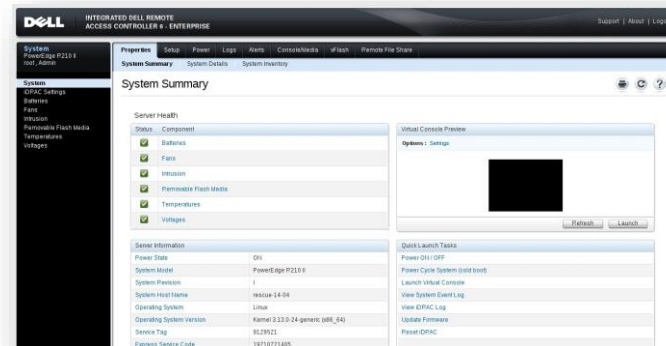 DELL
INTEGRATED DELL REMOTE
ACCESS CONTROLLER 6 - ENTERPRISE
Support | About |
System
PowerEdge R210 II
root , Admin
Properties Setup Power Logs Alerts Console/Media vFlash Remote File Share
System Summary System Details System Inventory
System
iDRAC Settings
Batteries
Fans
Intrusion
Removable Flash Media
Temperatures
Voltages
System Summary
Server Health
Status Component
Batteries
Fans
Intrusion
Removable Flash Media
Temperatures
Voltages
Virtual Console Preview
Options : Settings
Refresh Launch
Server Information
Power State ON
System Model PowerEdge R210 II
System Revision I
System Host Name rescue-14-04
Operating System Linux
Operating System Version Kernel 3.13.0-24-generic (x86_64)
Service Tag 9129SZ1
Express Service Code 19710721405
Quick Launch Tasks
Power ON / OFF
Power Cycle System (cold boot)
Launch Virtual Console
View System Event Log
View iDRAC Log
Update Firmware
Reset iDRAC